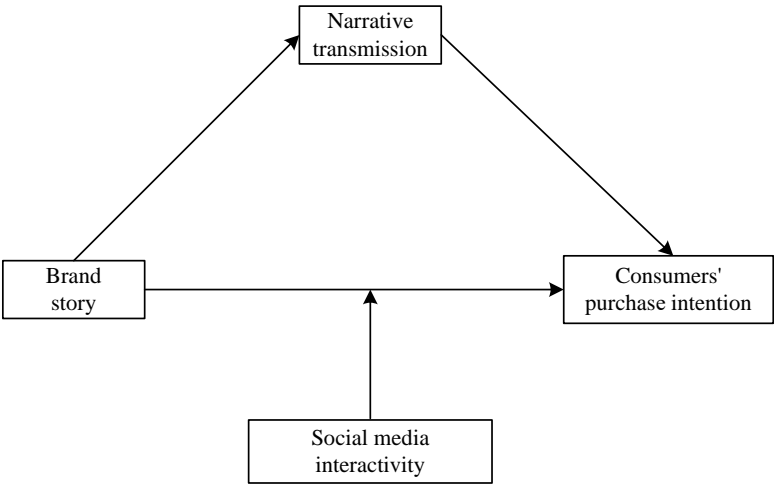 Narrative
transmission
Brand
story
Consumers'
purchase intention
Social media
interactivity